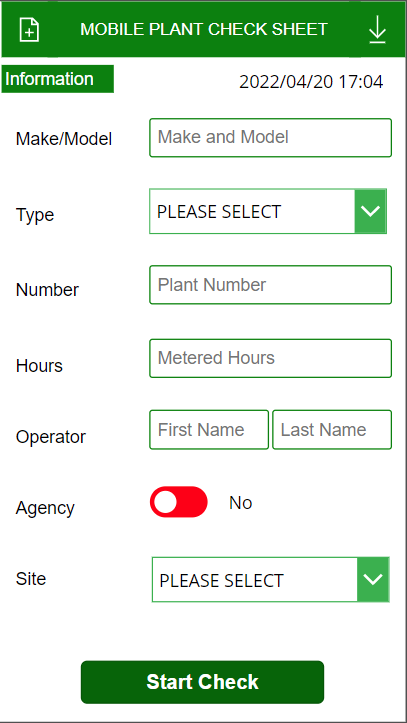 MOBILE PLANT CHECK SHEET
Information
2022/04/20 17:04
Make/Model
Make and Model
Type
PLEASE SELECT
Number
Plant Number
Hours
Metered Hours
Operator
First Name
Last Name
Agency
No
Site
PLEASE SELECT
Start Check